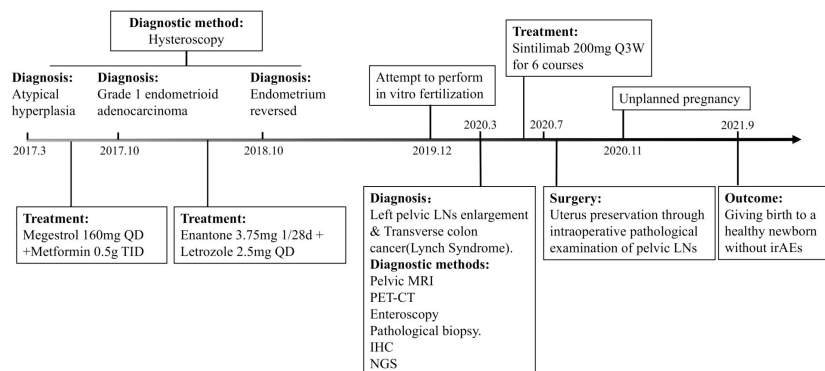 Diagnostic method:
Hysteroscopy
Diagnosis:
Atypical
hyperplasia
Diagnosis:
Grade 1 endometrioid
adenocarcinoma
Diagnosis:
Endometrium
reversed
Attempt to perform
in vitro fertilization
Treatment:
Sintilimab 200mg Q3W
for 6 courses
Unplanned pregnancy
2017.3
2017.10
2018.10
2019.12
2020.3
2020.7
2020.11
2021.9
Treatment:
Megestrol 160mg QD
+Metformin 0.5g TID
Treatment:
Enantone 3.75mg 1/28d +
Letrozole 2.5mg QD
Diagnosis:
Left pelvic LNs enlargement
& Transverse colon
cancer(Lynch Syndrome).
Diagnostic methods:
Pelvic MRI
PET-CT
Enteroscopy
Pathological biopsy.
IHC
NGS
Surgery:
Uterus preservation through
intraoperative pathological
examination of pelvic LNs
Outcome:
Giving birth to a
healthy newborn
without irAEs